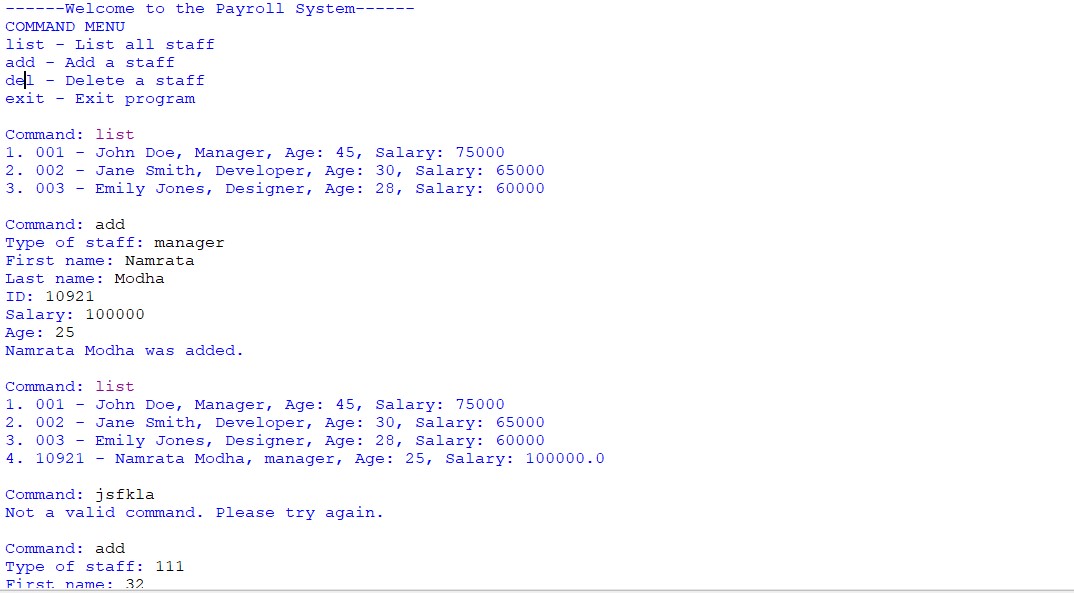 ------Welcome to the Payroll System------
COMMAND MENU
list - List all staff
add - Add a staff
del - Delete a staff
exit - Exit program
Command: list
1. 001 - John Doe, Manager, Age: 45, Salary: 75000
2. 002 - Jane Smith, Developer, Age: 30, Salary: 65000
3. 003 - Emily Jones, Designer, Age: 28, Salary: 60000
Command: add
Type of staff: manager
First name: Namrata
Last name: Modha
ID: 10921
Salary: 100000
Age: 25
Namrata Modha was added.
Command: list
1. 001 - John Doe, Manager, Age: 45, Salary: 75000
2. 002 - Jane Smith, Developer, Age: 30, Salary: 65000
3. 003 - Emily Jones, Designer, Age: 28, Salary: 60000
4. 10921 - Namrata Modha, manager, Age: 25, Salary: 100000.0
Command: jsfkla
Not a valid command. Please try again.
Command: add
Type of staff: 111
First name: 32